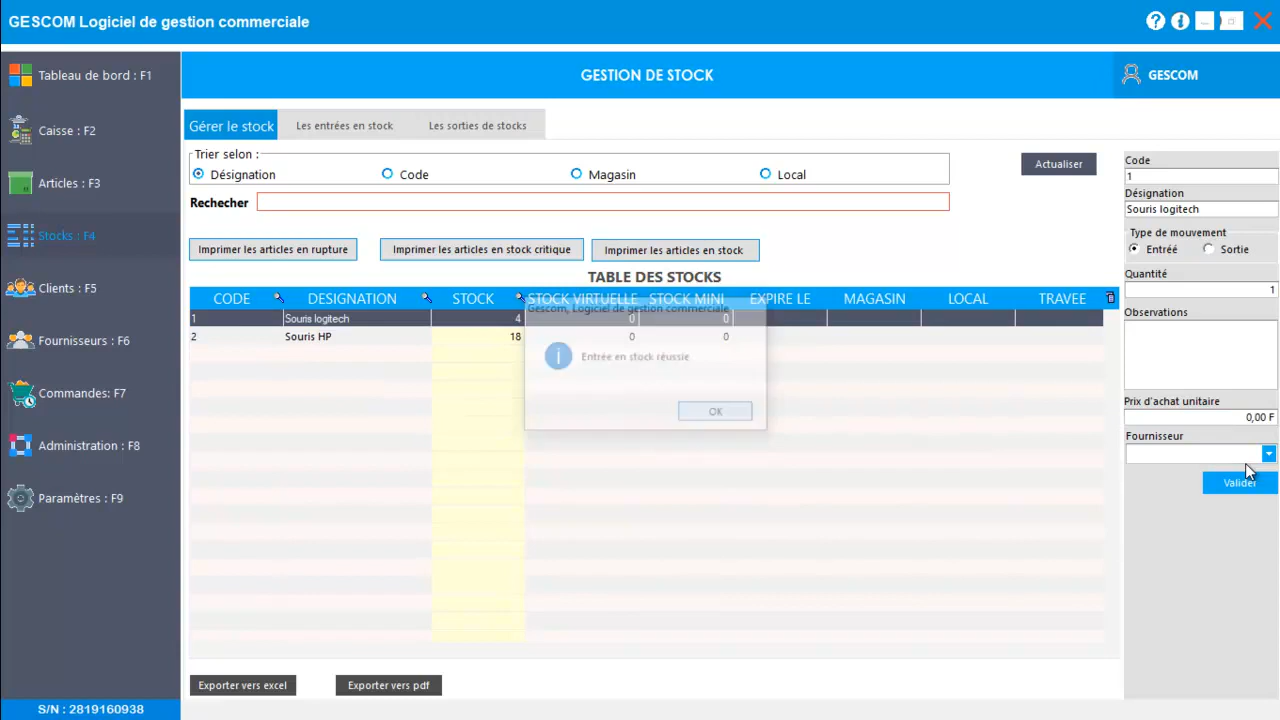 GESCOM Logiciel de gestion commerciale
Tableau de bord : F1
Caisse : F2
Articles : F3
Stocks : F4
Clients : F5
Fournisseurs : F6
Commandes: F7
Administration : F8
Paramètres : F9
S/N : 2819160938
GESTION DE STOCK
GESCOM
Gérer le stock
Les entrées en stock
Les sorties de stocks
Trier selon :
Désignation
Code
Magasin
Local
Actualiser
Rechecher
Imprimer les articles en rupture
Imprimer les articles en stock critique
Imprimer les articles en stock
TABLE DES STOCKS
CODE DESIGNATION STOCK STOCK VIRTUELLE STOCK MINI EXPIRE LE MAGASIN LOCAL TRAVEE
1 Souris logitech 4 0 0
2 Souris HP 18 0 0
Gescom, Logiciel de gestion commerciale
Entrée en stock réussie
OK
Exporter vers excel
Exporter vers pdf
Code
1
Désignation
Souris logitech
Type de mouvement
Entréé
Sortie
Quantité
1
Observations
Prix d'achat unitaire
0,00 F
Fournisseur
Valider